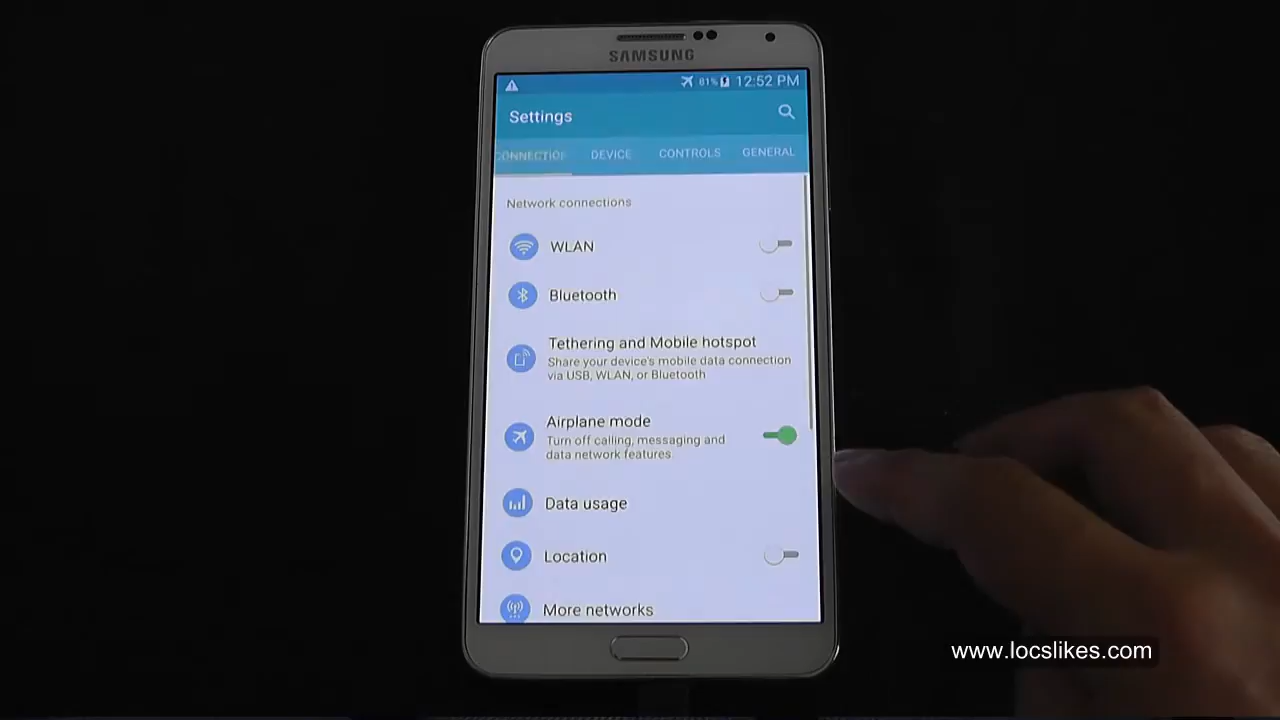 SAMSUNG
81% 12:52 PM
Settings
CONNECTION DEVICE CONTROLS GENERAL
Network connections
WLAN
Bluetooth
Tethering and Mobile hotspot
Share your device's mobile data connection
via USB, WLAN, or Bluetooth
Airplane mode
Turn off calling, messaging and
data network features.
Data usage
Location
More networks
www.locslikes.com